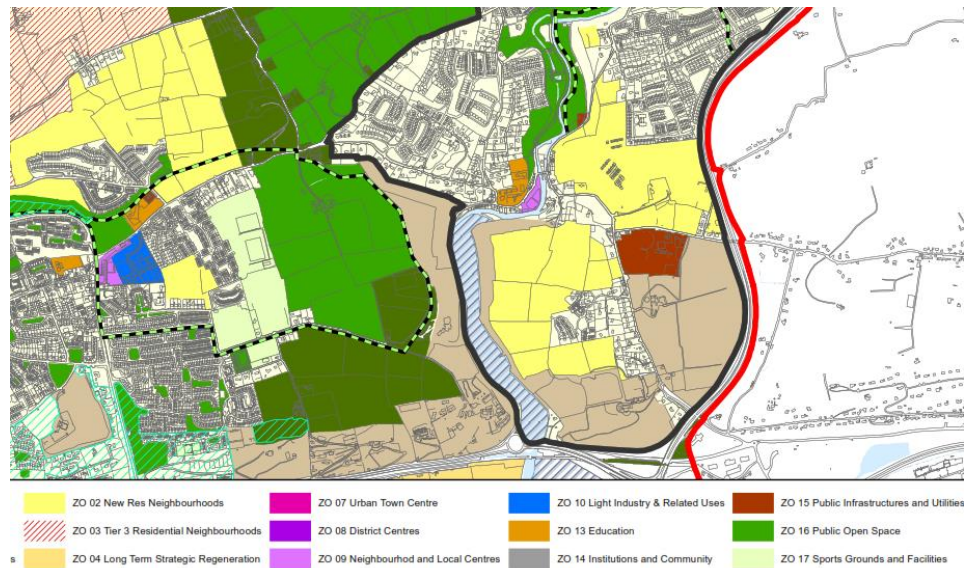 ZO 02 New Res Neighbourhoods
ZO 07 Urban Town Centre
ZO 10 Light Industry & Related Uses
ZO 15 Public Infrastructures and Utilities
ZO 03 Tier 3 Residential Neighbourhoods
ZO 08 District Centres
ZO 13 Education
ZO 16 Public Open Space
s
ZO 04 Long Term Strategic Regeneration
ZO 09 Neighbourhod and Local Centres
ZO 14 Institutions and Community
ZO 17 Sports Grounds and Facilities